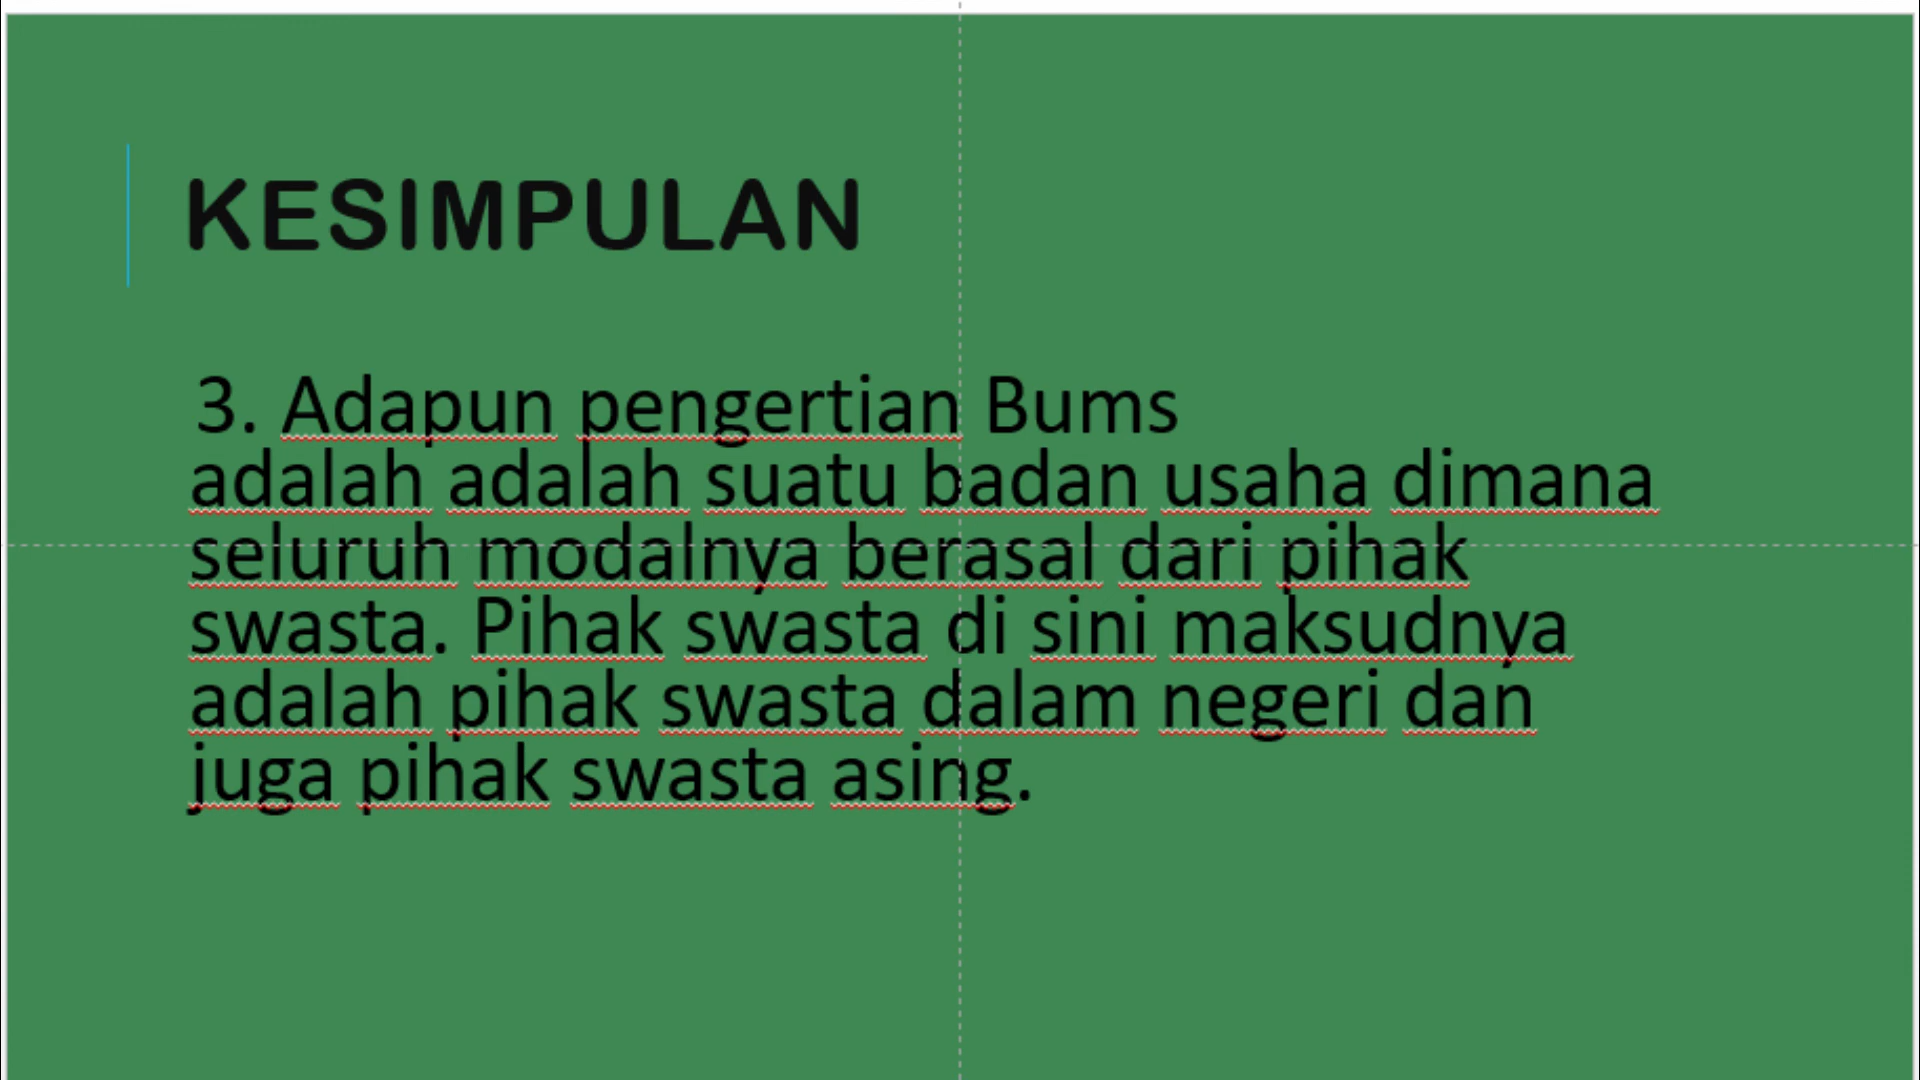 KESIMPULAN
3. Adapun pengertian Bums
adalah adalah suatu badan usaha dimana
seluruh modalnya berasal dari pihak
swasta. Pihak swasta di sini maksudnya
adalah pihak swasta dalam negeri dan
juga pihak swasta asing.